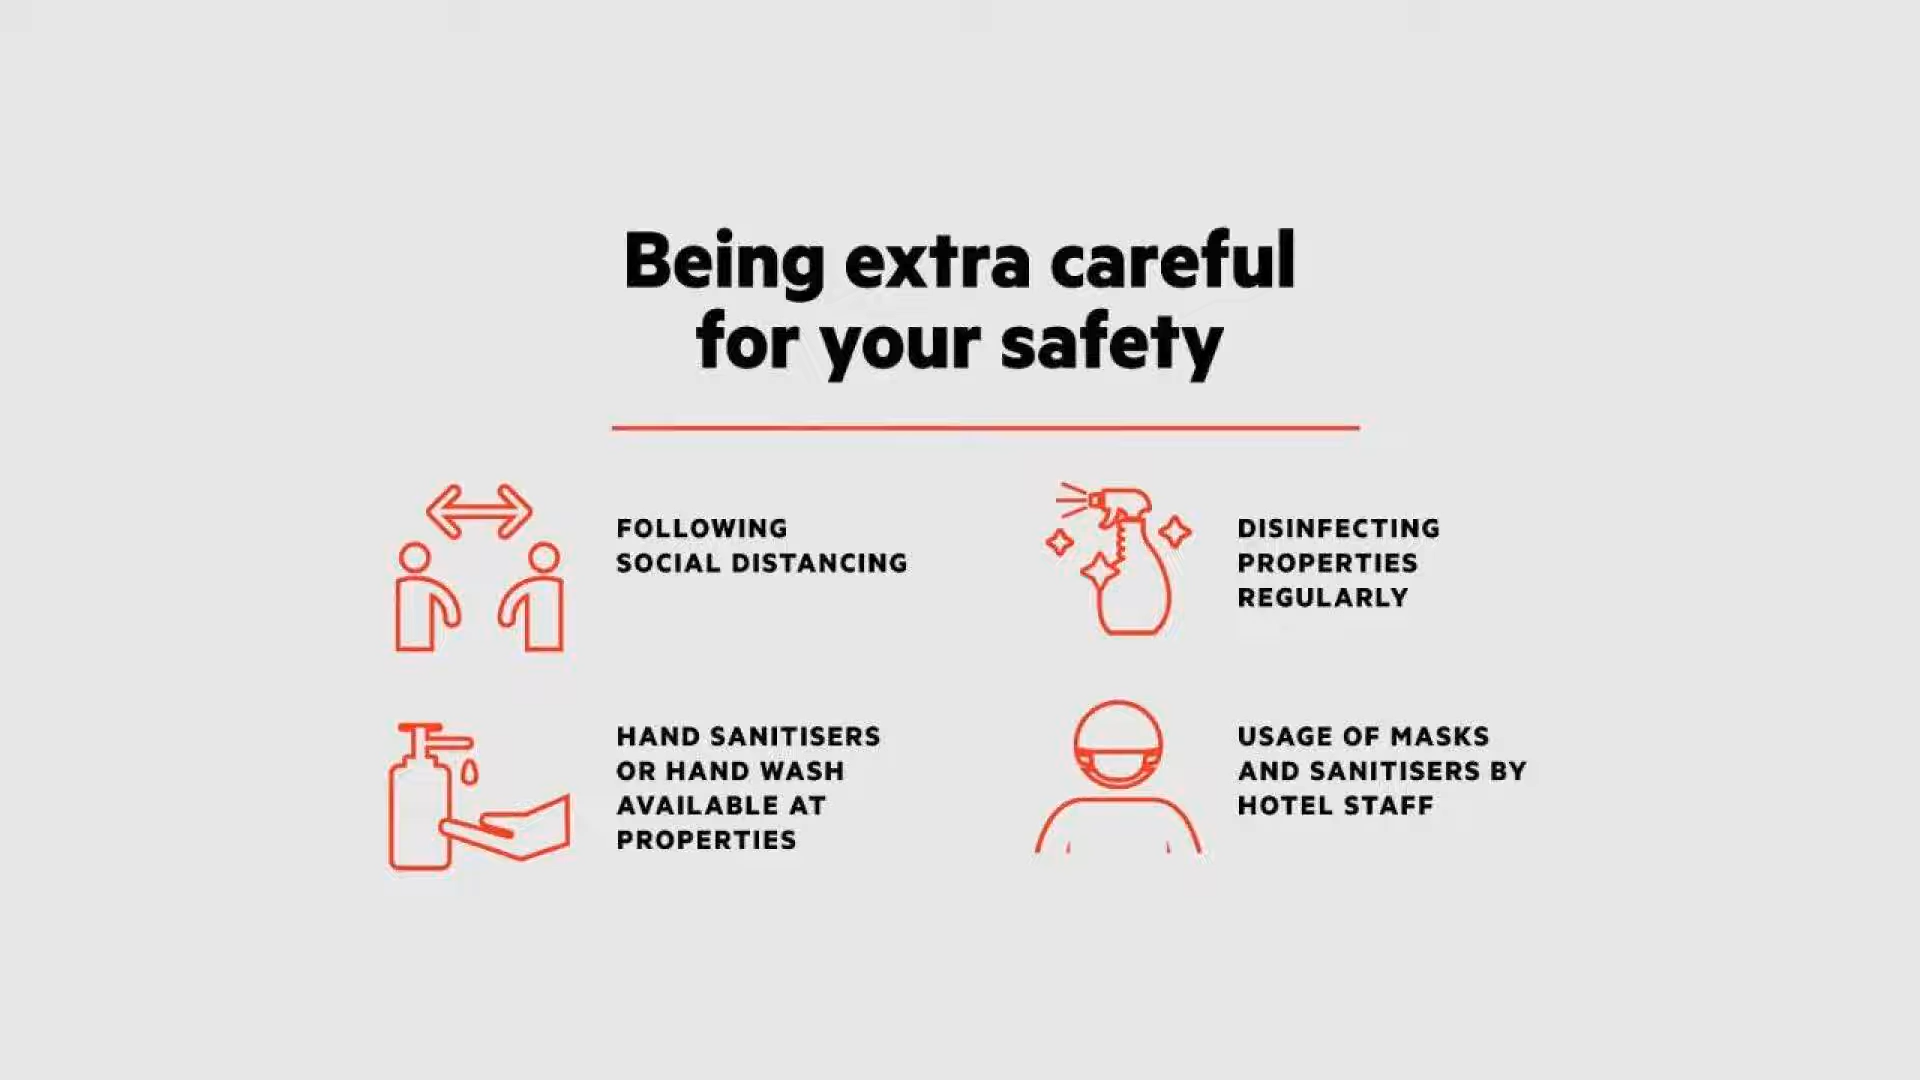 Being extra careful
for your safety
FOLLOWING
SOCIAL DISTANCING
DISINFECTING
PROPERTIES
REGULARLY
HAND SANITISERS
OR HAND WASH
AVAILABLE AT
PROPERTIES
USAGE OF MASKS
AND SANITISERS BY
HOTEL STAFF